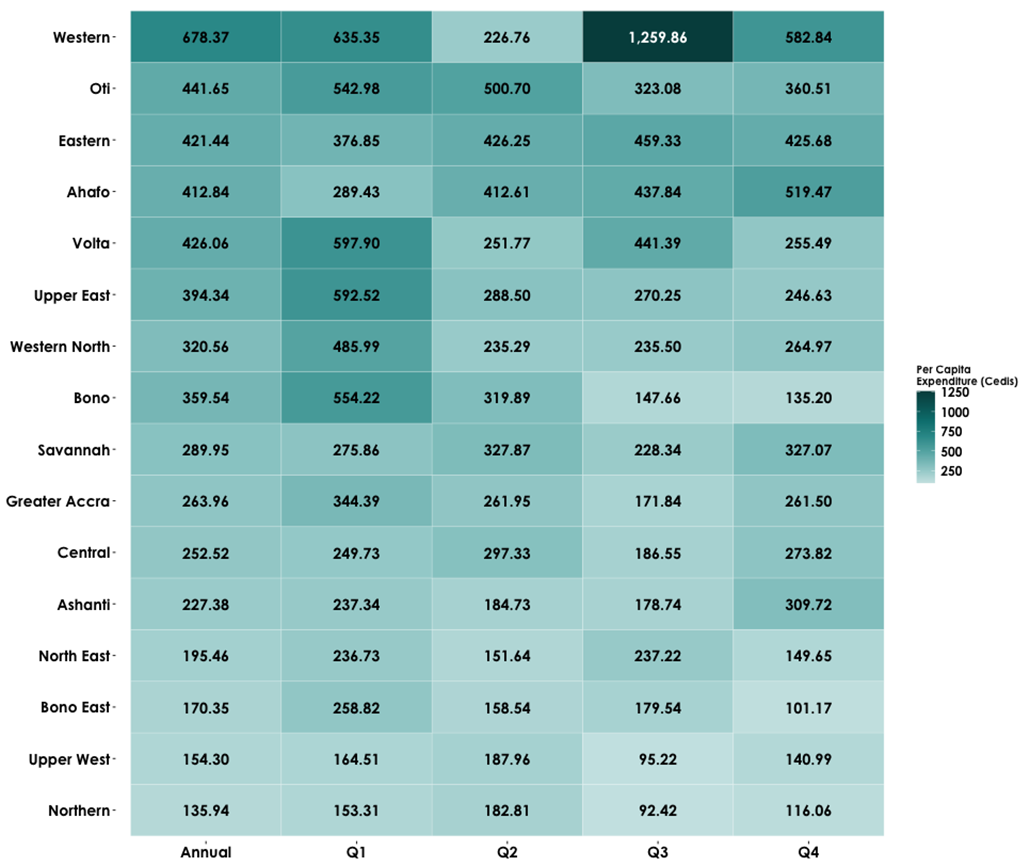 Western 678.37 635.35 226.76 1,259.86 582.84
Oti 441.65 542.98 500.70 323.08 360.51
Eastern 421.44 376.85 426.25 459.33 425.68
Ahafo 412.84 289.43 412.61 437.84 519.47
Volta 426.06 597.90 251.77 441.39 255.49
Upper East 394.34 592.52 288.50 270.25 246.63
Western North 320.56 485.99 235.29 235.50 264.97
Bono 359.54 554.22 319.89 147.66 135.20
Savannah 289.95 275.86 327.87 228.34 327.07
Greater Accra 263.96 344.39 261.95 171.84 261.50
Central 252.52 249.73 297.33 186.55 273.82
Ashanti 227.38 237.34 184.73 178.74 309.72
North East 195.46 236.73 151.64 237.22 149.65
Bono East 170.35 258.82 158.54 179.54 101.17
Upper West 154.30 164.51 187.96 95.22 140.99
Northern 135.94 153.31 182.81 92.42 116.06
Annual Q1 Q2 Q3 Q4
Per Capita
Expenditure (Cedis)
1250
1000
750
500
250